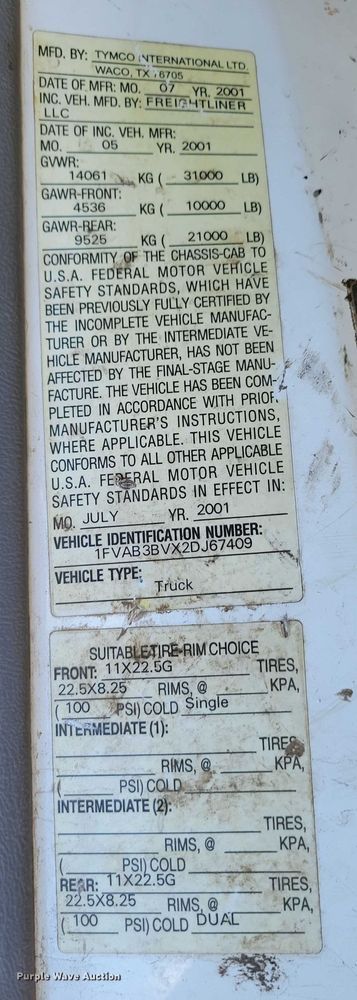 MFD. BY: TYMCO INTERNATIONAL LTD.
WACO, TX 76705
DATE OF MFR: MO. 07 YR. 2001
INC. VEH. MFD. BY: FREIGHTLINER
LLC
DATE OF INC. VEH. MFR:
MO. 05 YR. 2001
GVWR:
14061 KG ( 31000 LB)
GAWR-FRONT:
4536 KG ( 10000 LB)
GAWR-REAR:
9525 KG ( 21000 LB)
CONFORMITY OF THE CHASSIS-CAB TO
U.S.A. FEDERAL MOTOR VEHICLE
SAFETY STANDARDS, WHICH HAVE
BEEN PREVIOUSLY FULLY CERTIFIED BY
THE INCOMPLETE VEHICLE MANUFAC-
TURER OR BY THE INTERMEDIATE VE-
HICLE MANUFACTURER, HAS NOT BEEN
AFFECTED BY THE FINAL-STAGE MANU-
FACTURE. THE VEHICLE HAS BEEN COM-
PLETED IN ACCORDANCE WITH PRIOR
MANUFACTURER'S INSTRUCTIONS,
WHERE APPLICABLE. THIS VEHICLE
CONFORMS TO ALL OTHER APPLICABLE
U.S.A. FEDERAL MOTOR VEHICLE
SAFETY STANDARDS IN EFFECT IN:
MO. JULY YR. 2001
VEHICLE IDENTIFICATION NUMBER:
1FVAB3BVX2DJ67409
VEHICLE TYPE:
Truck
SUITABLE TIRE-RIM CHOICE
FRONT: 11X22.5G TIRES,
22.5X8.25 RIMS, @ KPA,
( 100 PSI) COLD Single
INTERMEDIATE (1):
TIRES
RIMS, @ KPA,
( PSI) COLD
INTERMEDIATE (2):
TIRES,
RIMS, @ KPA,
( PSI) COLD
REAR: 11X22.5G TIRES,
22.5X8.25 RIMS, @ KPA,
( 100 PSI) COLD DUAL
Purple Wave Auction